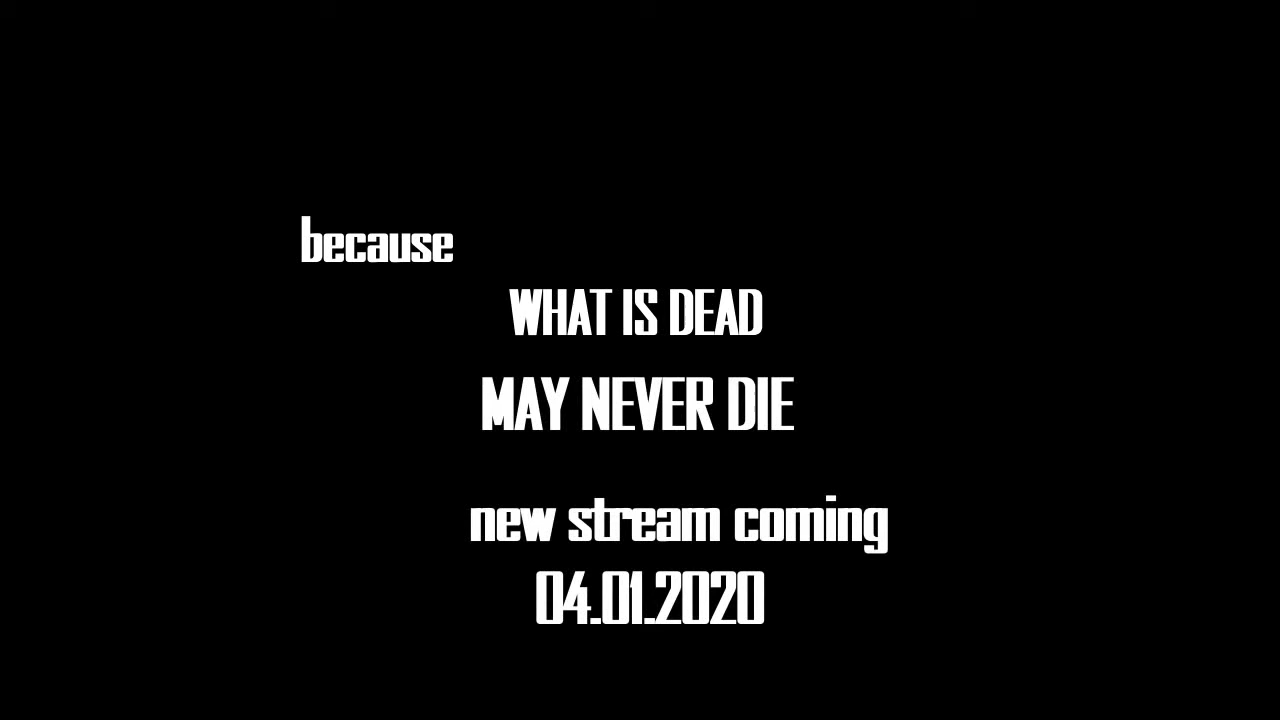 because
WHAT IS DEAD
MAY NEVER DIE
new stream coming
04.01.2020